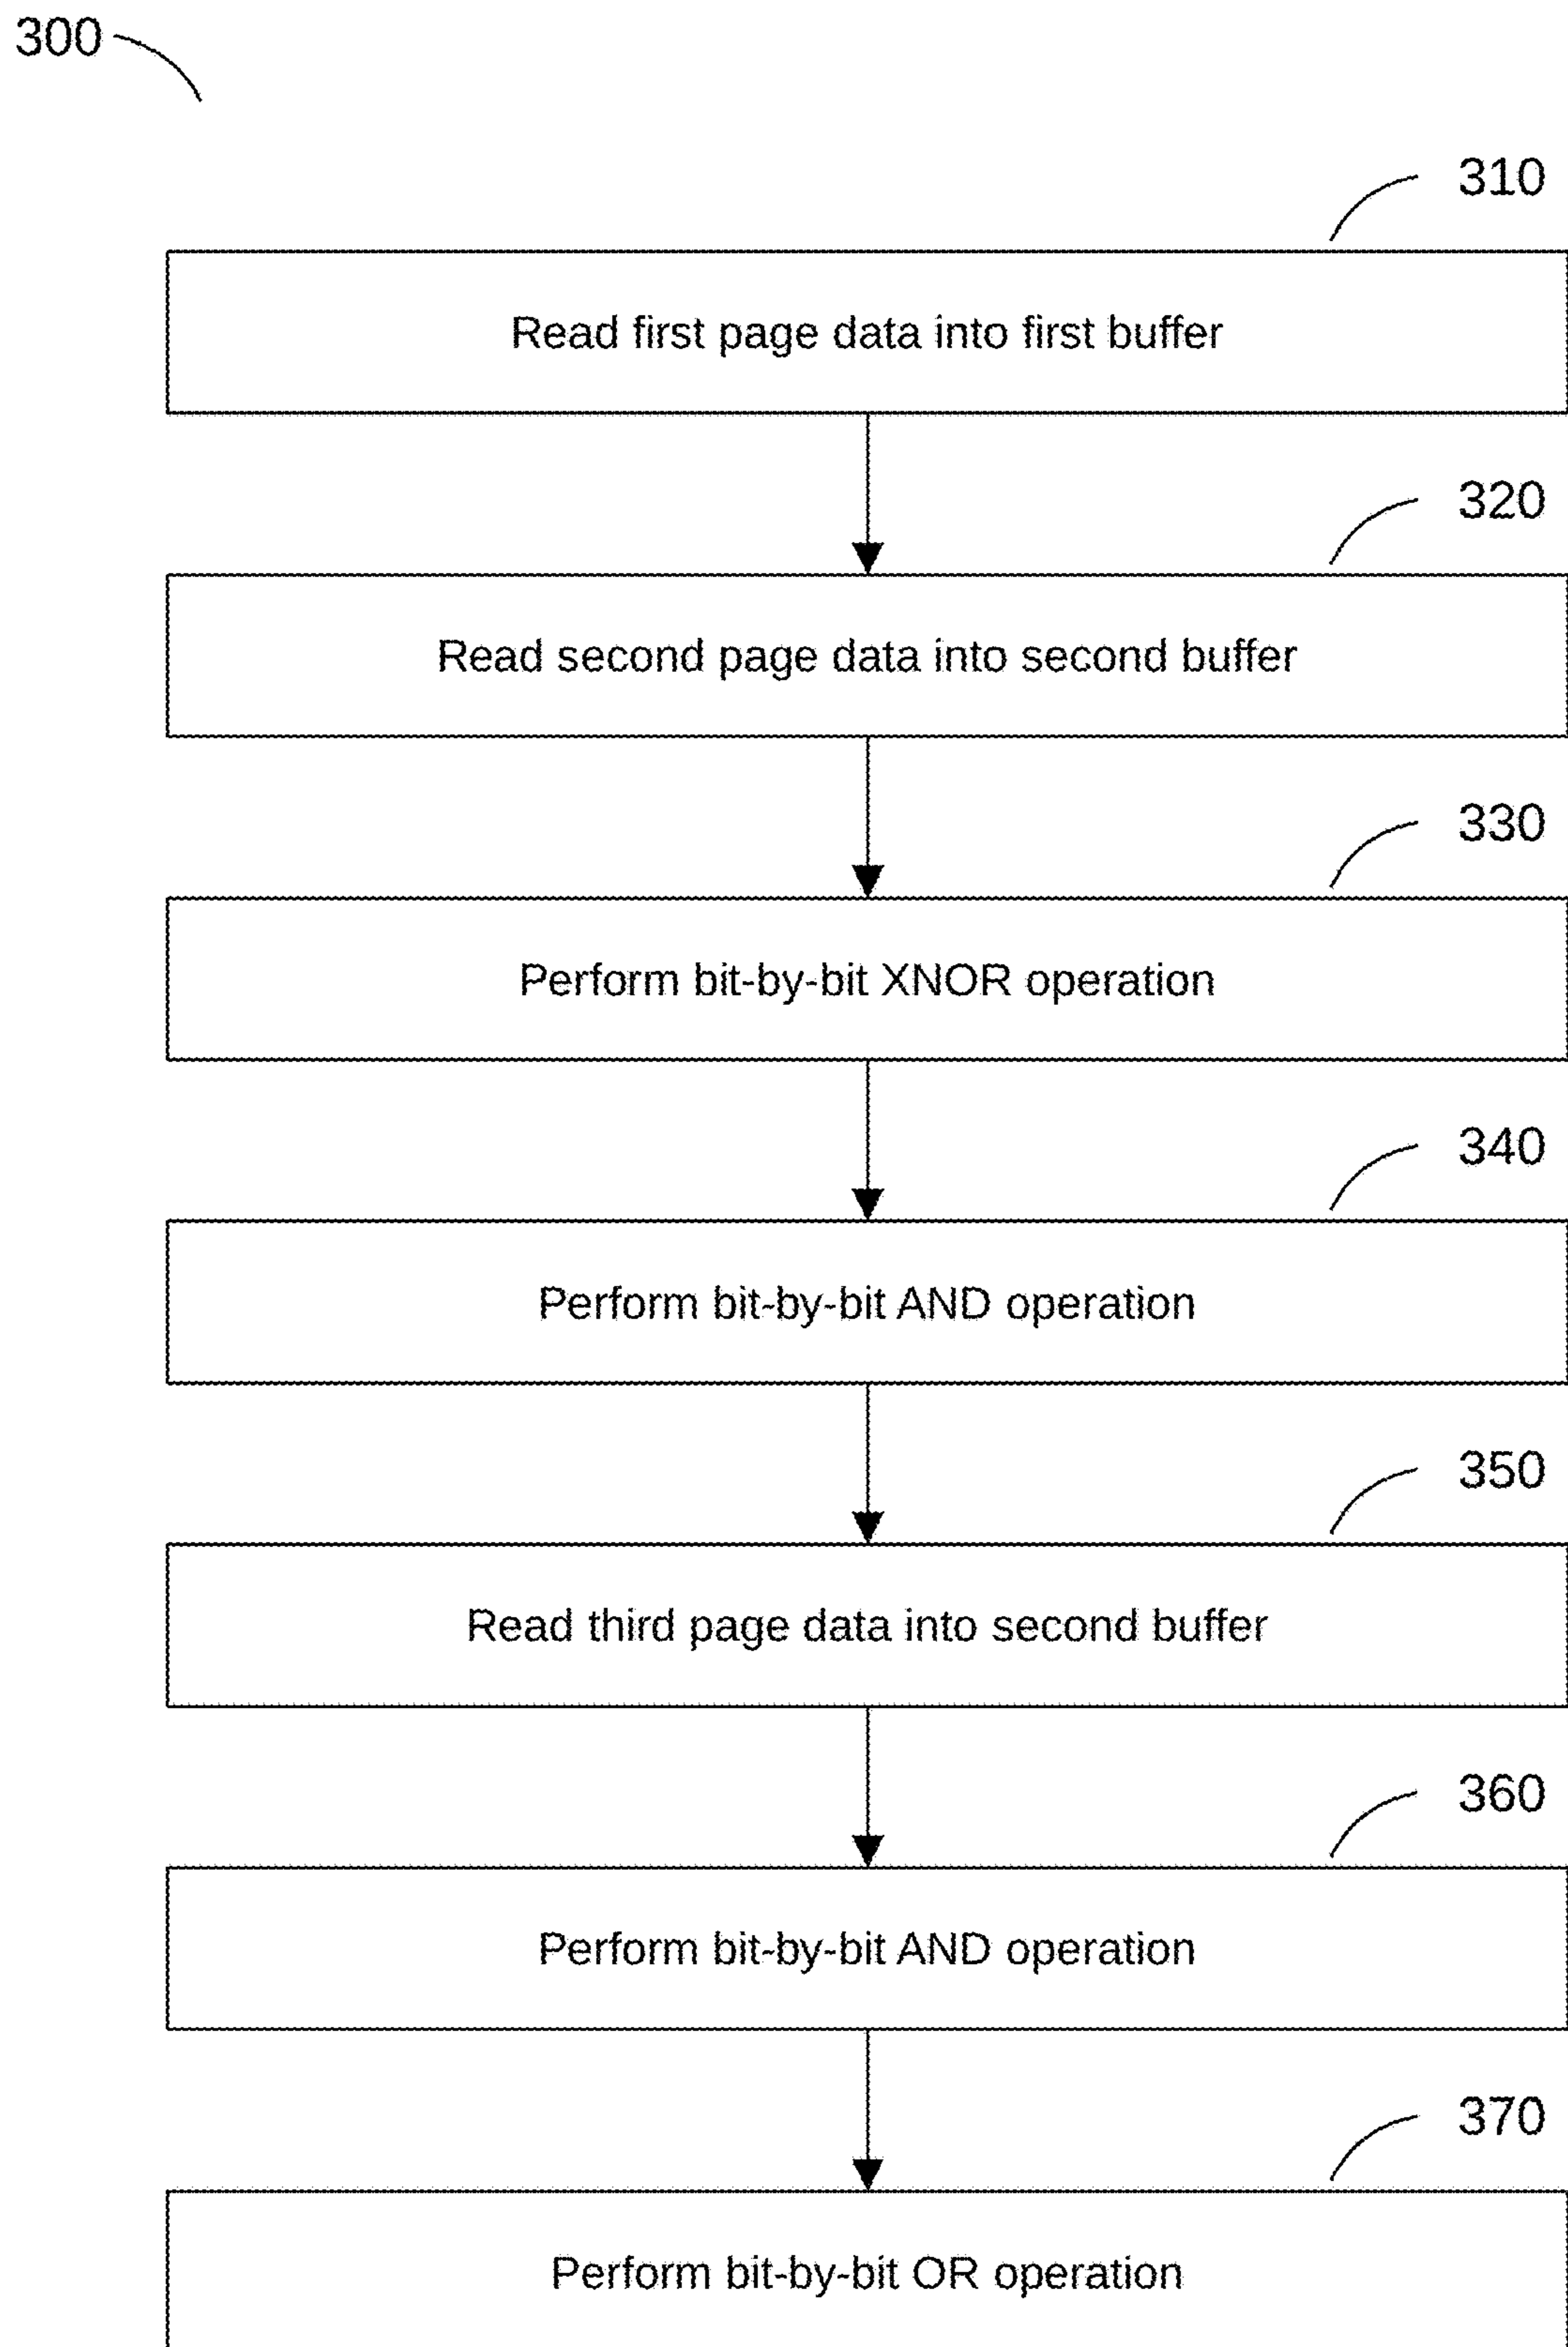 300
310
Read first page data into first buffer
320
Read second page data into second buffer
330
Perform bit-by-bit XNOR operation
340
Perform bit-by-bit AND operation
350
Read third page data into second buffer
360
Perform bit-by-bit AND operation
370
Perform bit-by-bit OR operation